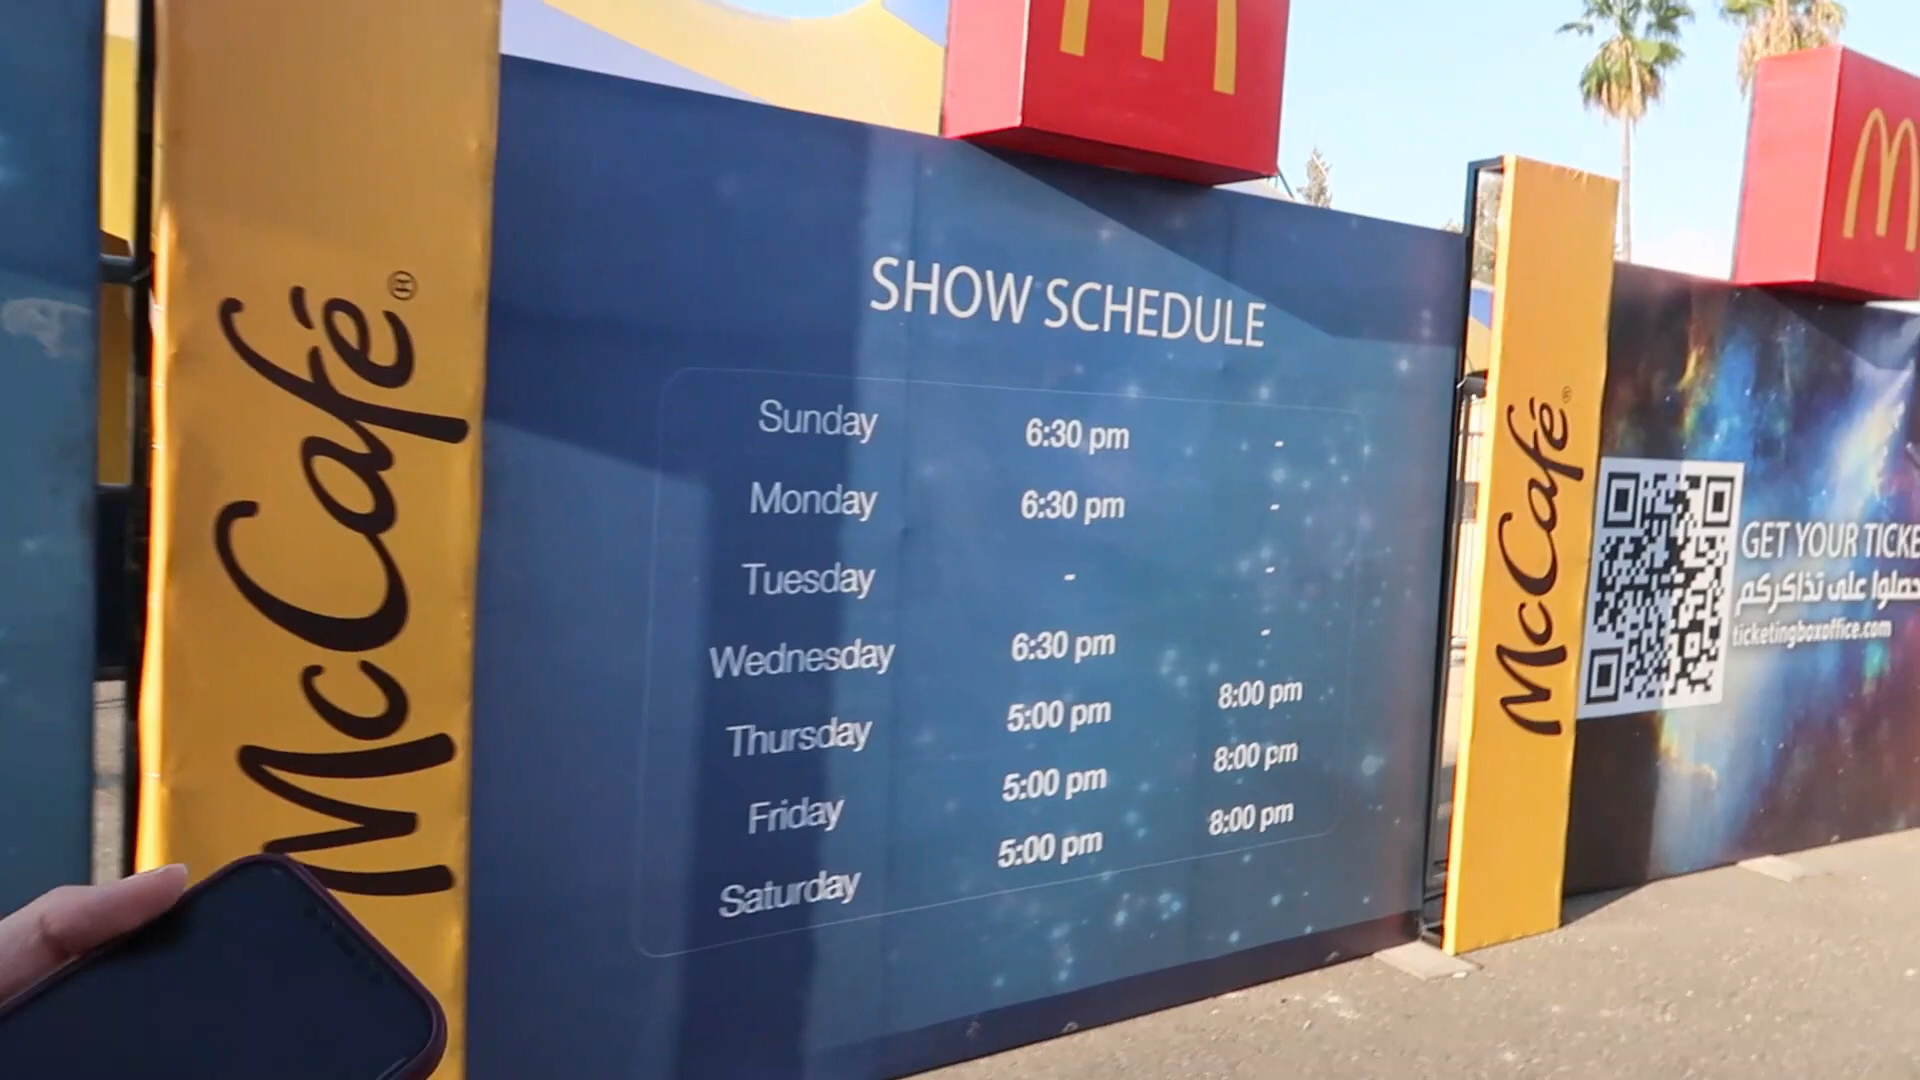 McCafé®
SHOW SCHEDULE
Sunday 6:30 pm -
Monday 6:30 pm -
Tuesday - -
Wednesday 6:30 pm -
Thursday 5:00 pm 8:00 pm
Friday 5:00 pm 8:00 pm
Saturday 5:00 pm 8:00 pm
McCafé®
GET YOUR TICKE
حصلوا على تذاكركم
ticketingboxoffice.com